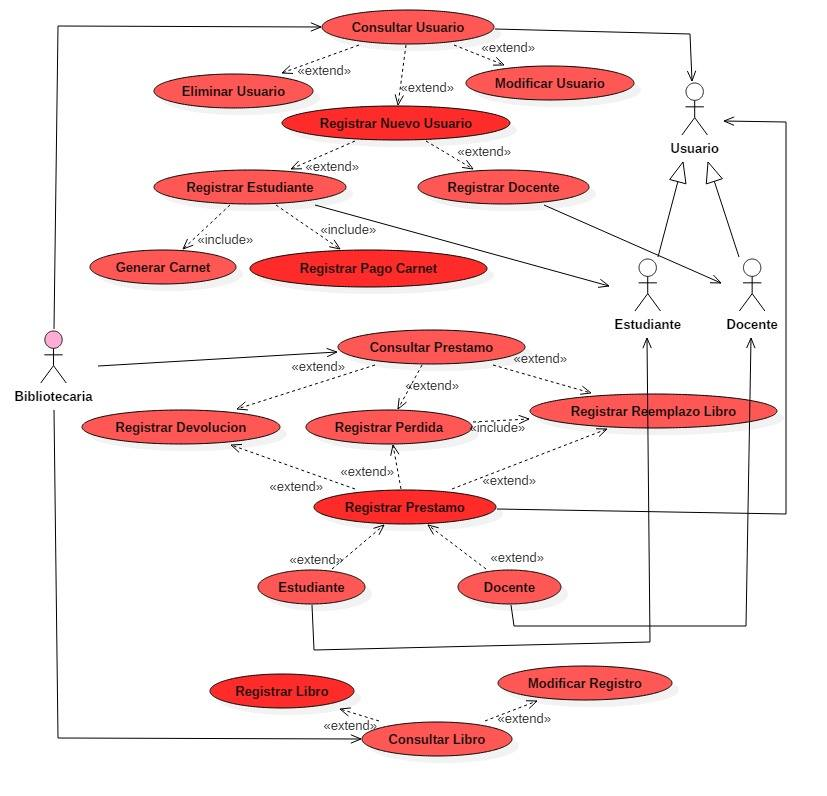 Consultar Usuario
«extend»
«extend»
Eliminar Usuario
Modificar Usuario
«extend»
Registrar Nuevo Usuario
Usuario
«extend»
«extend»
Registrar Estudiante
Registrar Docente
«include»
«include»
Generar Carnet
Registrar Pago Carnet
Estudiante
Docente
Consultar Prestamo
«extend»
«extend»
«extend»
Bibliotecaria
Registrar Devolucion
Registrar Perdida
«include»
Registrar Reemplazo Libro
«extend»
«extend»
«extend»
Registrar Prestamo
«extend»
«extend»
Estudiante
Docente
Registrar Libro
Modificar Registro
«extend»
«extend»
Consultar Libro